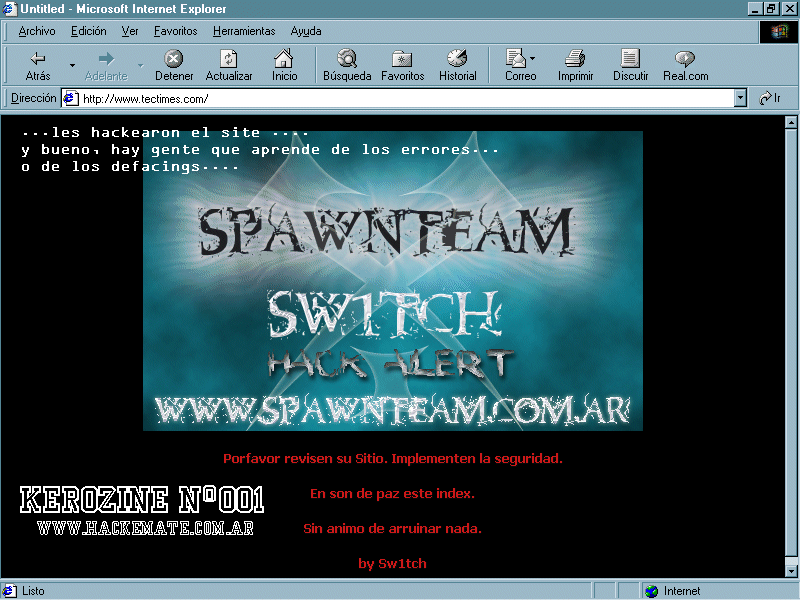 Untitled - Microsoft Internet Explorer
Archivo Edición Ver Favoritos Herramientas Ayuda
Atrás Adelante Detener Actualizar Inicio Búsqueda Favoritos Historial Correo Imprimir Discutir Real.com
Dirección http://www.tectimes.com/ Ir
---les hackearon el site ----
y bueno, hay gente que aprende de los errores---
o de los defacings----
SPAWNTEAM
SW1TCH
HACK ALERT
WWW.SPAWNTEAM.COM.AR
Porfavor revisen su Sitio. Implementen la seguridad.
KEROZINE Nº001
En son de paz este index.
WWW.HACKEMATE.COM.AR
Sin animo de arruinar nada.
by Sw1tch
Listo Internet